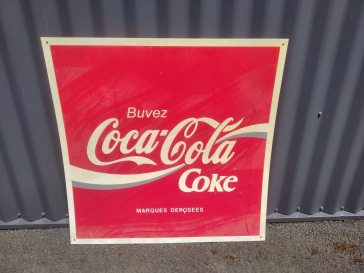 Buvez
Coca-Cola
Coke
MARQUES DEPOSEES